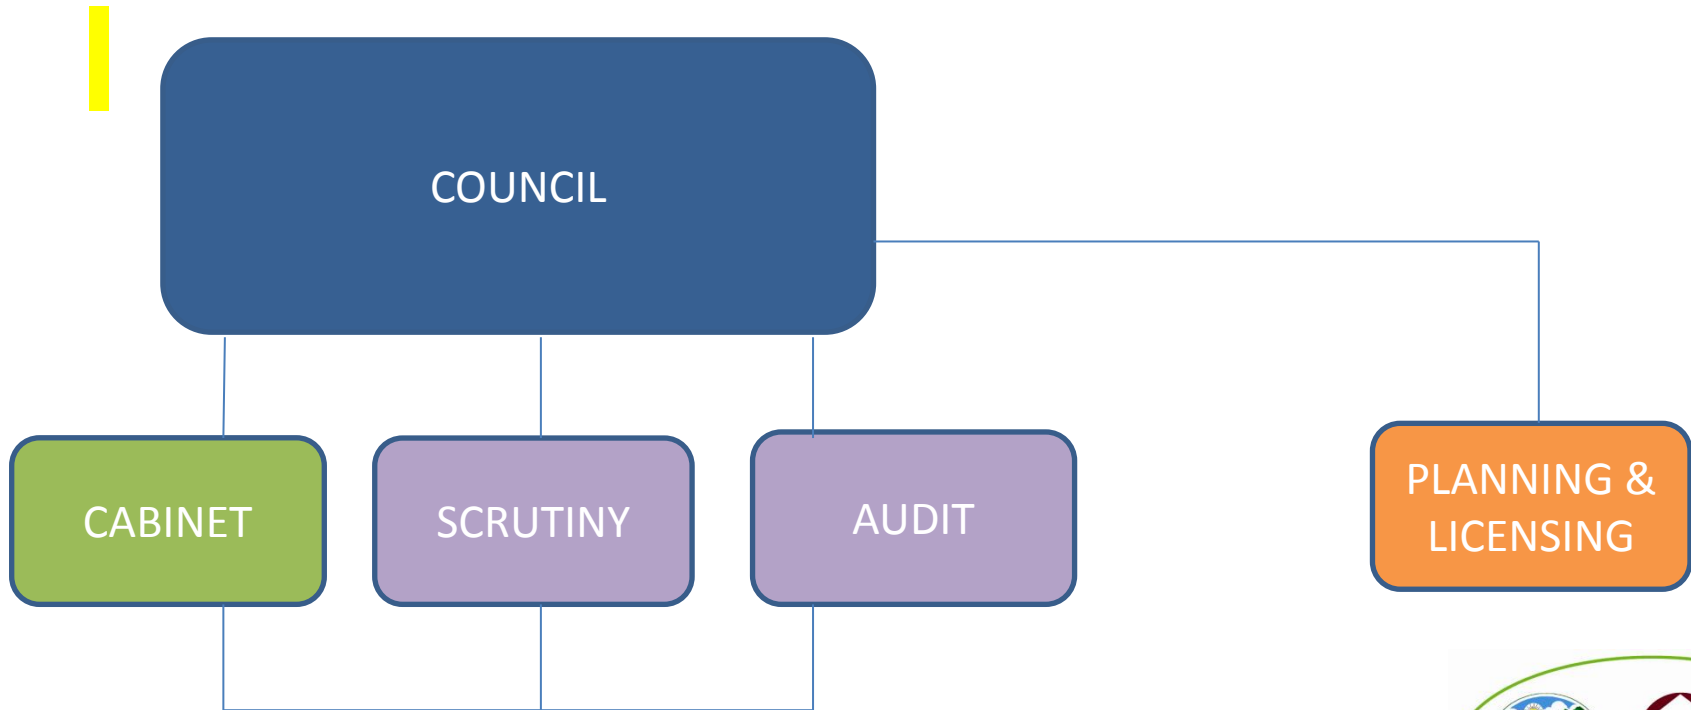 COUNCIL
CABINET
SCRUTINY
AUDIT
PLANNING &
LICENSING